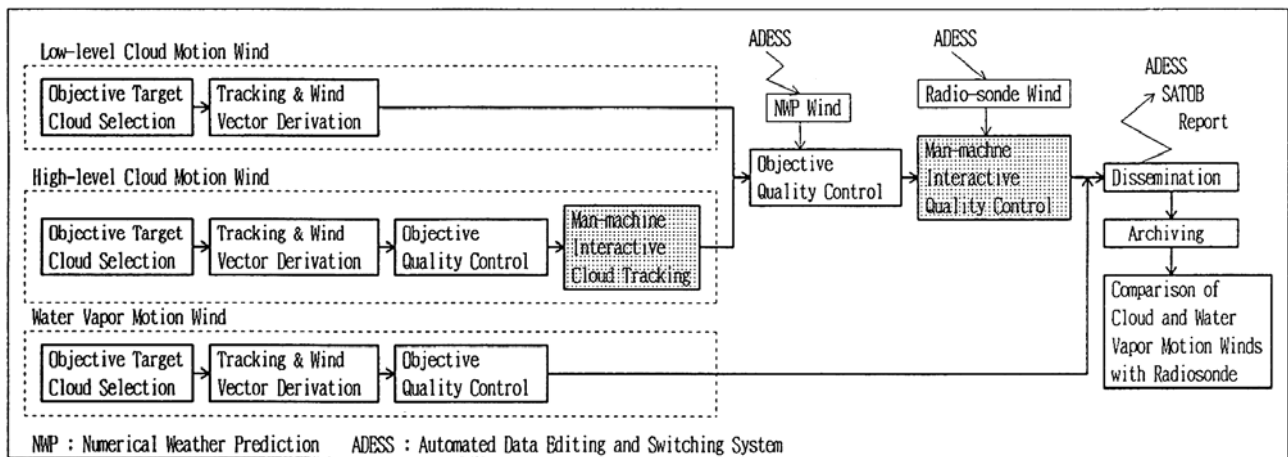 Low-level Cloud Motion Wind
Objective Target
Cloud Selection
Tracking & Wind
Vector Derivation
High-level Cloud Motion Wind
Objective Target
Cloud Selection
Tracking & Wind
Vector Derivation
Objective
Quality Control
Man-machine
Interactive
Cloud Tracking
Water Vapor Motion Wind
Objective Target
Cloud Selection
Tracking & Wind
Vector Derivation
Objective
Quality Control
ADESS
NWP Wind
Objective
Quality Control
ADESS
Radio-sonde Wind
Man-machne
Interactive
Quality Control
ADESS
SATOB
Report
Dissemination
Archiving
Comparison of
Cloud and Water
Vapor Motion Winds
with Radiosonde
NWP : Numerical Weather Prediction ADESS : Automated Data Editing and Switching System